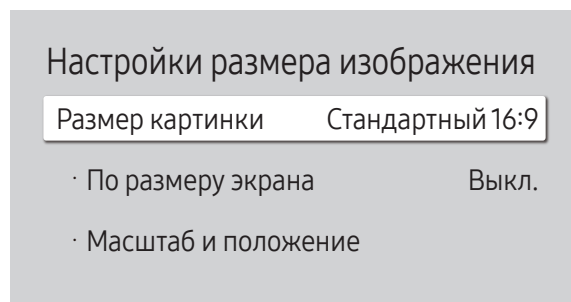 Настройки размера изображения
Размер картинки Стандартный 16:9
· По размеру экрана Выкл.
· Масштаб и положение